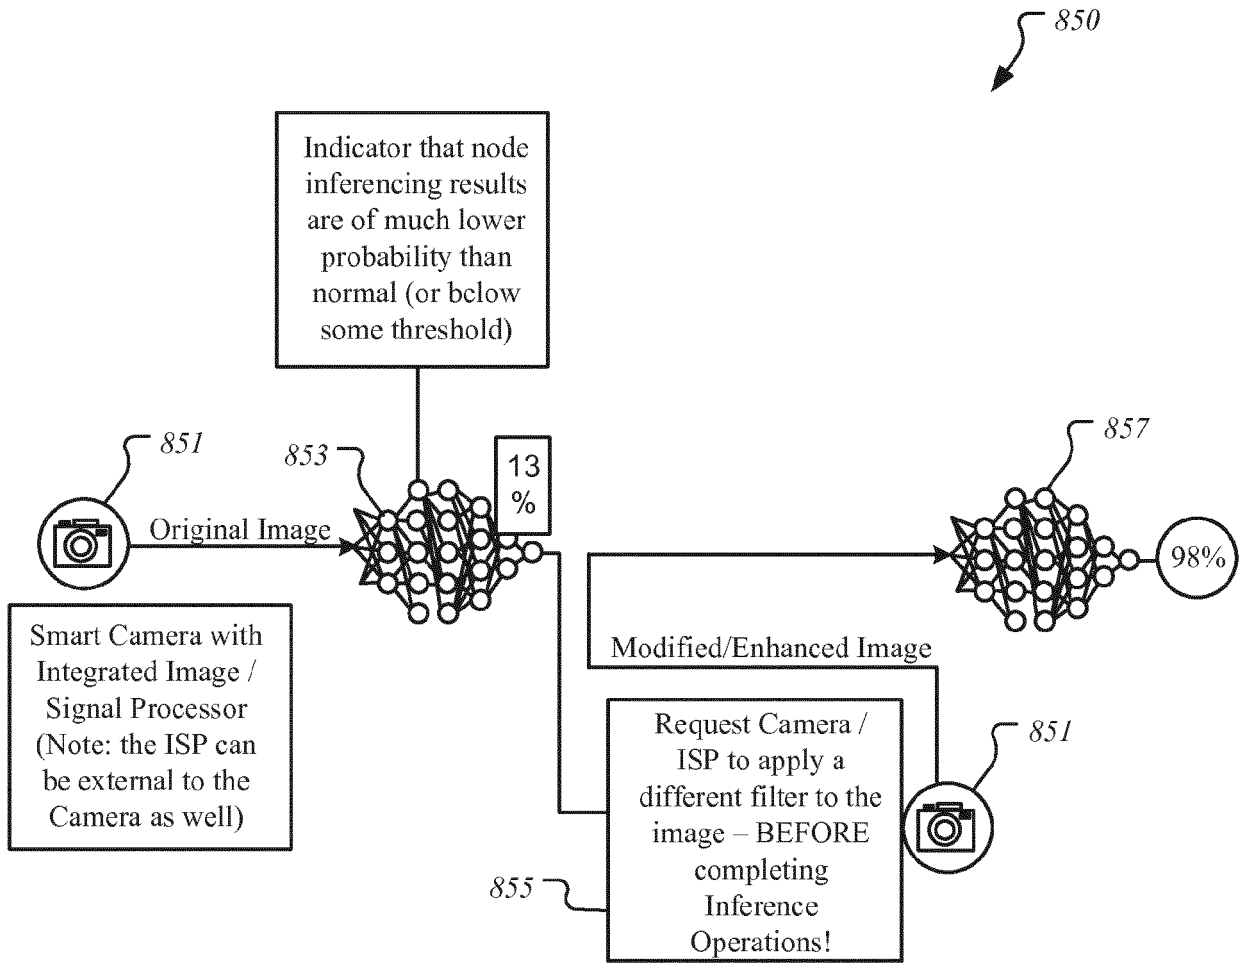 850
Indicator that node
inferencing results
are of much lower
probability than
normal (or below
some threshold)
851
853
13
%
857
Original Image
98%
Smart Camera with
Integrated Image /
Signal Processor
(Note: the ISP can
be external to the
Camera as well)
Modified/Enhanced Image
Request Camera /
ISP to apply a
different filter to the
image – BEFORE
completing
Inference
Operations!
851
855